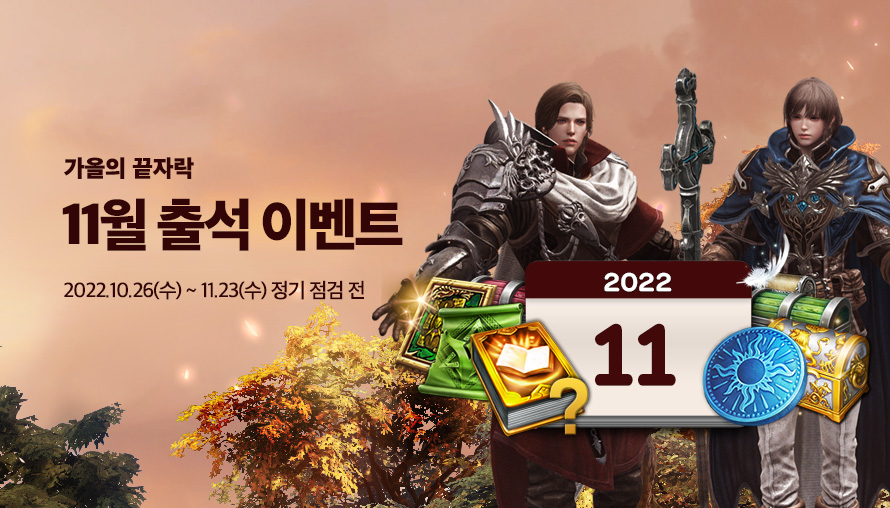 가을의 끝자락
11월 출석 이벤트
2022.10.26(수) ~ 11.23(수) 정기 점검 전
2022
11
?